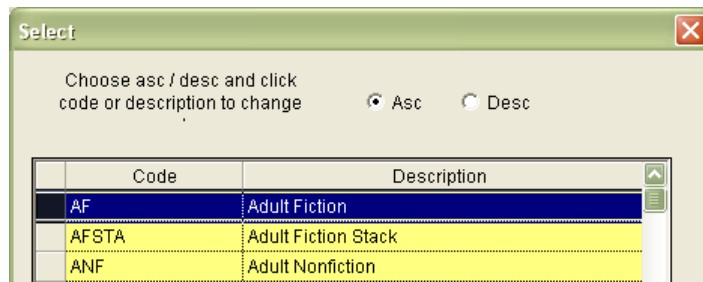 Select
Choose asc / desc and click
code or description to change
Asc Desc
Code Description
AF Adult Fiction
AFSTA Adult Fiction Stack
ANF Adult Nonfiction